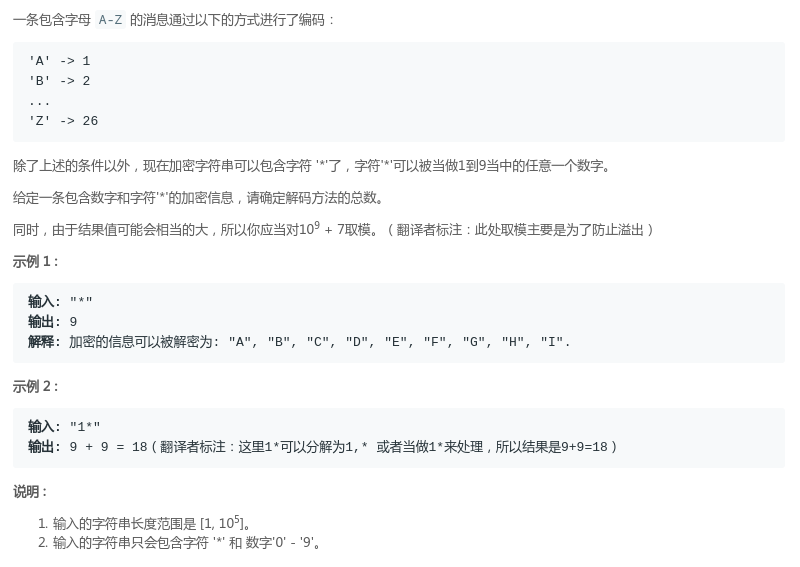 一条包含字母 A-Z 的消息通过以下的方式进行了编码：
'A' -> 1
'B' -> 2
...
'Z' -> 26
除了上述的条件以外，现在加密字符串可以包含字符 '*'了，字符'*'可以被当做1到9当中的任意一个数字。
给定一条包含数字和字符'*'的加密信息，请确定解码方法的总数。
同时，由于结果值可能会相当的大，所以你应当对10⁹ + 7取模。（翻译者标注：此处取模主要是为了防止溢出）
示例 1 :
输入: "*"
输出: 9
解释: 加密的信息可以被解密为: "A", "B", "C", "D", "E", "F", "G", "H", "I".
示例 2 :
输入: "1*"
输出: 9 + 9 = 18（翻译者标注：这里1*可以分解为1,* 或者当做1*来处理，所以结果是9+9=18）
说明 :
1. 输入的字符串长度范围是 [1, 10⁵]。
2. 输入的字符串只会包含字符 '*' 和 数字'0' - '9'。